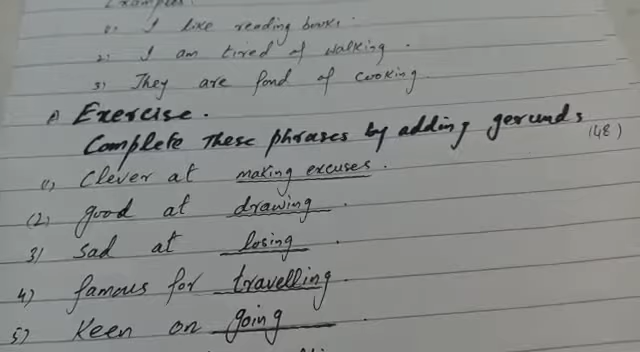 Examples.
1) I like reading books.
2) I am tired of walking.
3) They are fond of cooking.
Exercise.
Complete These phrases by adding gerunds
(48)
(1) Clever at making excuses.
(2) good at drawing.
3) sad at losing.
4) famous for travelling.
5) Keen on going.